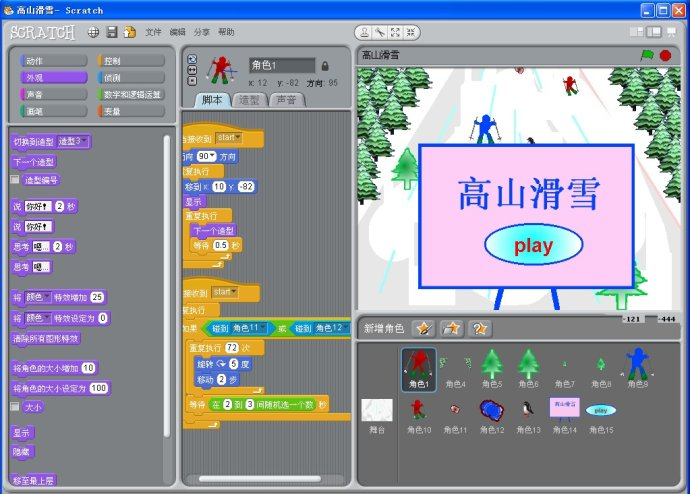 高山滑雪 - Scratch
SCRATCH
文件 编辑 分享 帮助
动作 控制
外观 侦测
声音 数字和逻辑运算
画笔 变量
切换到造型 造型3
下一个造型
造型编号
说 你好! 2 秒
说 你好!
思考 嗯... 2 秒
思考 嗯...
将 颜色 特效增加 25
将 颜色 特效设定为 0
清除所有图形特效
将角色的大小增加 10
将角色的大小设定为 100
大小
显示
隐藏
移至最上层
角色1
x: 12 y: -82 方向: 95
脚本 造型 声音
接收到 start
向 90 方向
复执行
移到 x: 10 y: -82
显示
重复执行
下一个造型
等待 0.5 秒
接收到 start
复执行
如果 碰到 角色11 或 碰到 角色12
重复执行 72 次
旋转 5 度
移动 2 步
等待 在 2 到 3 间随机选一个数 秒
高山滑雪
高山滑雪
play
-121 -444
新增角色
舞台
角色1 角色4 角色5 角色6 角色7 角色8 角色9
角色10 角色11 角色12 角色13 角色14 角色15
高山滑雪
play